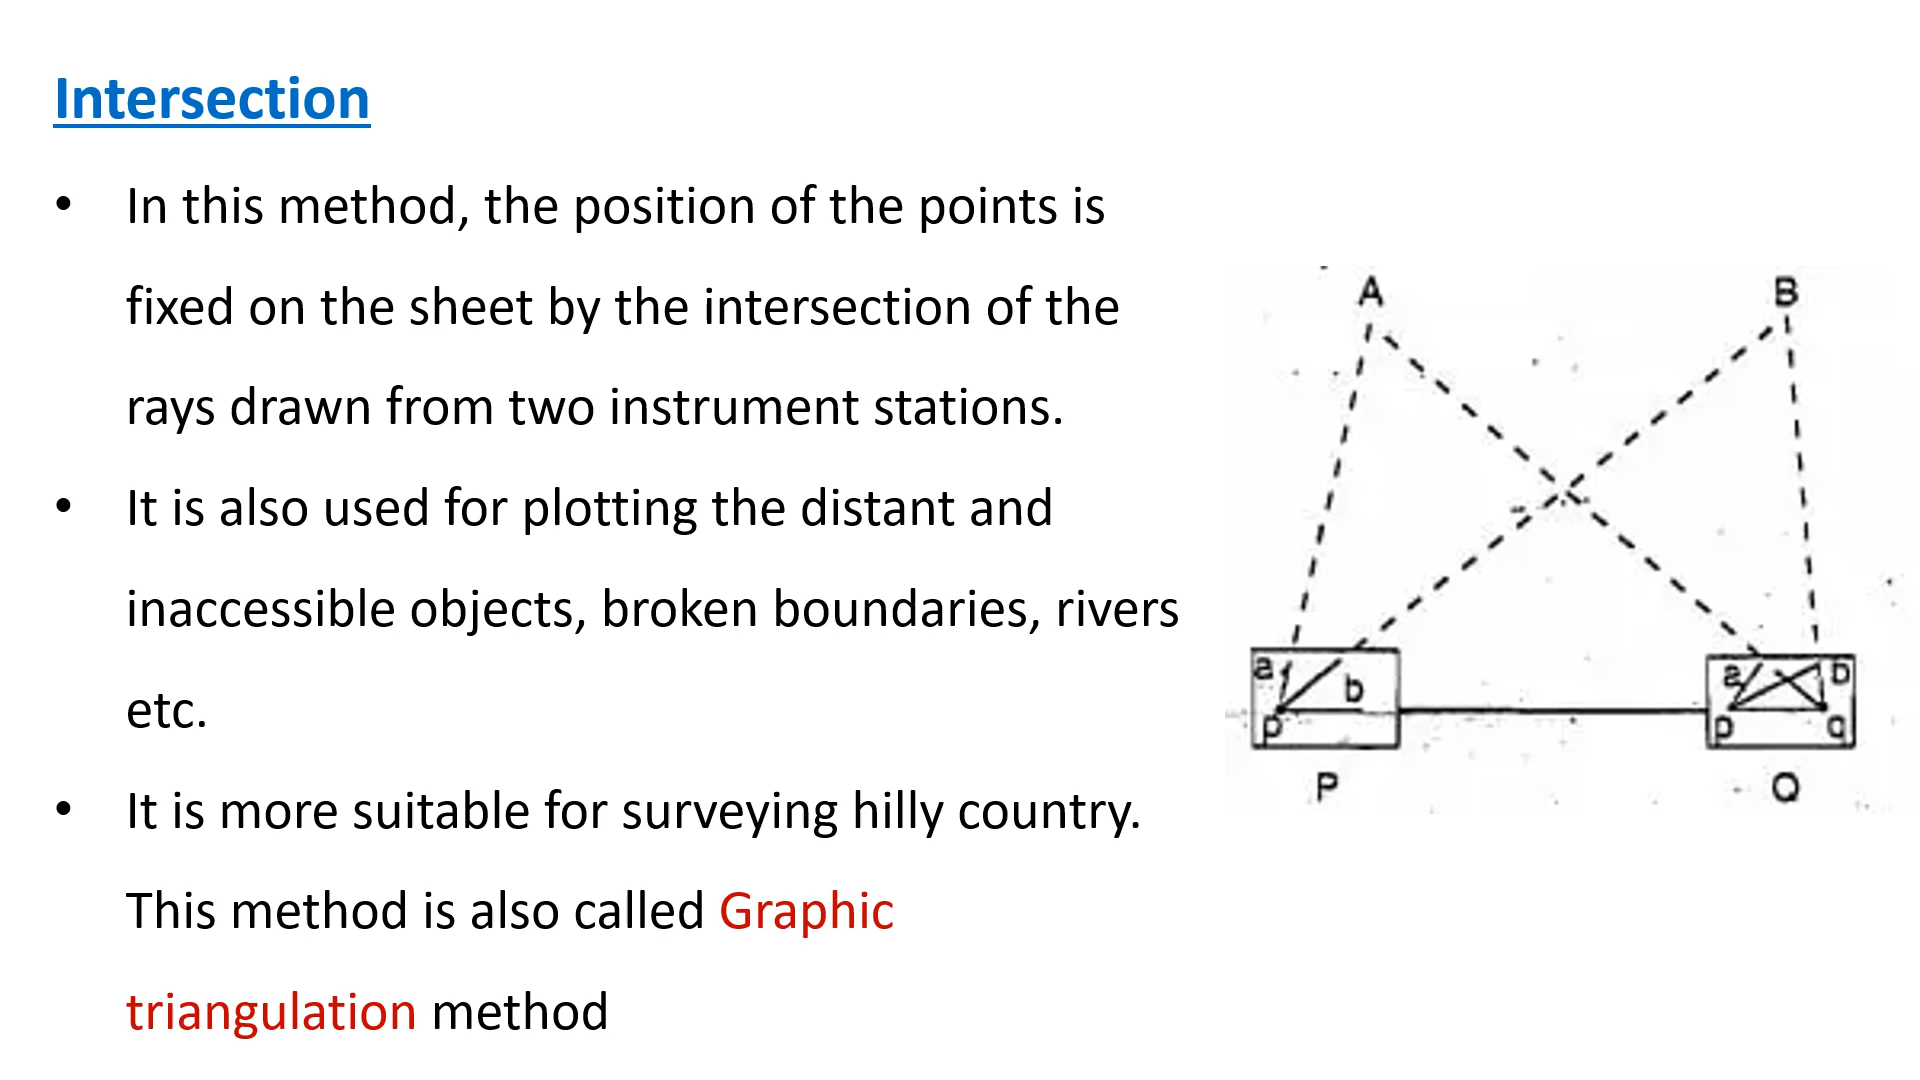 Intersection
• In this method, the position of the points is
fixed on the sheet by the intersection of the
rays drawn from two instrument stations.
• It is also used for plotting the distant and
inaccessible objects, broken boundaries, rivers
etc.
• It is more suitable for surveying hilly country.
This method is also called Graphic
triangulation method
A B
a b a b
p p q
P Q